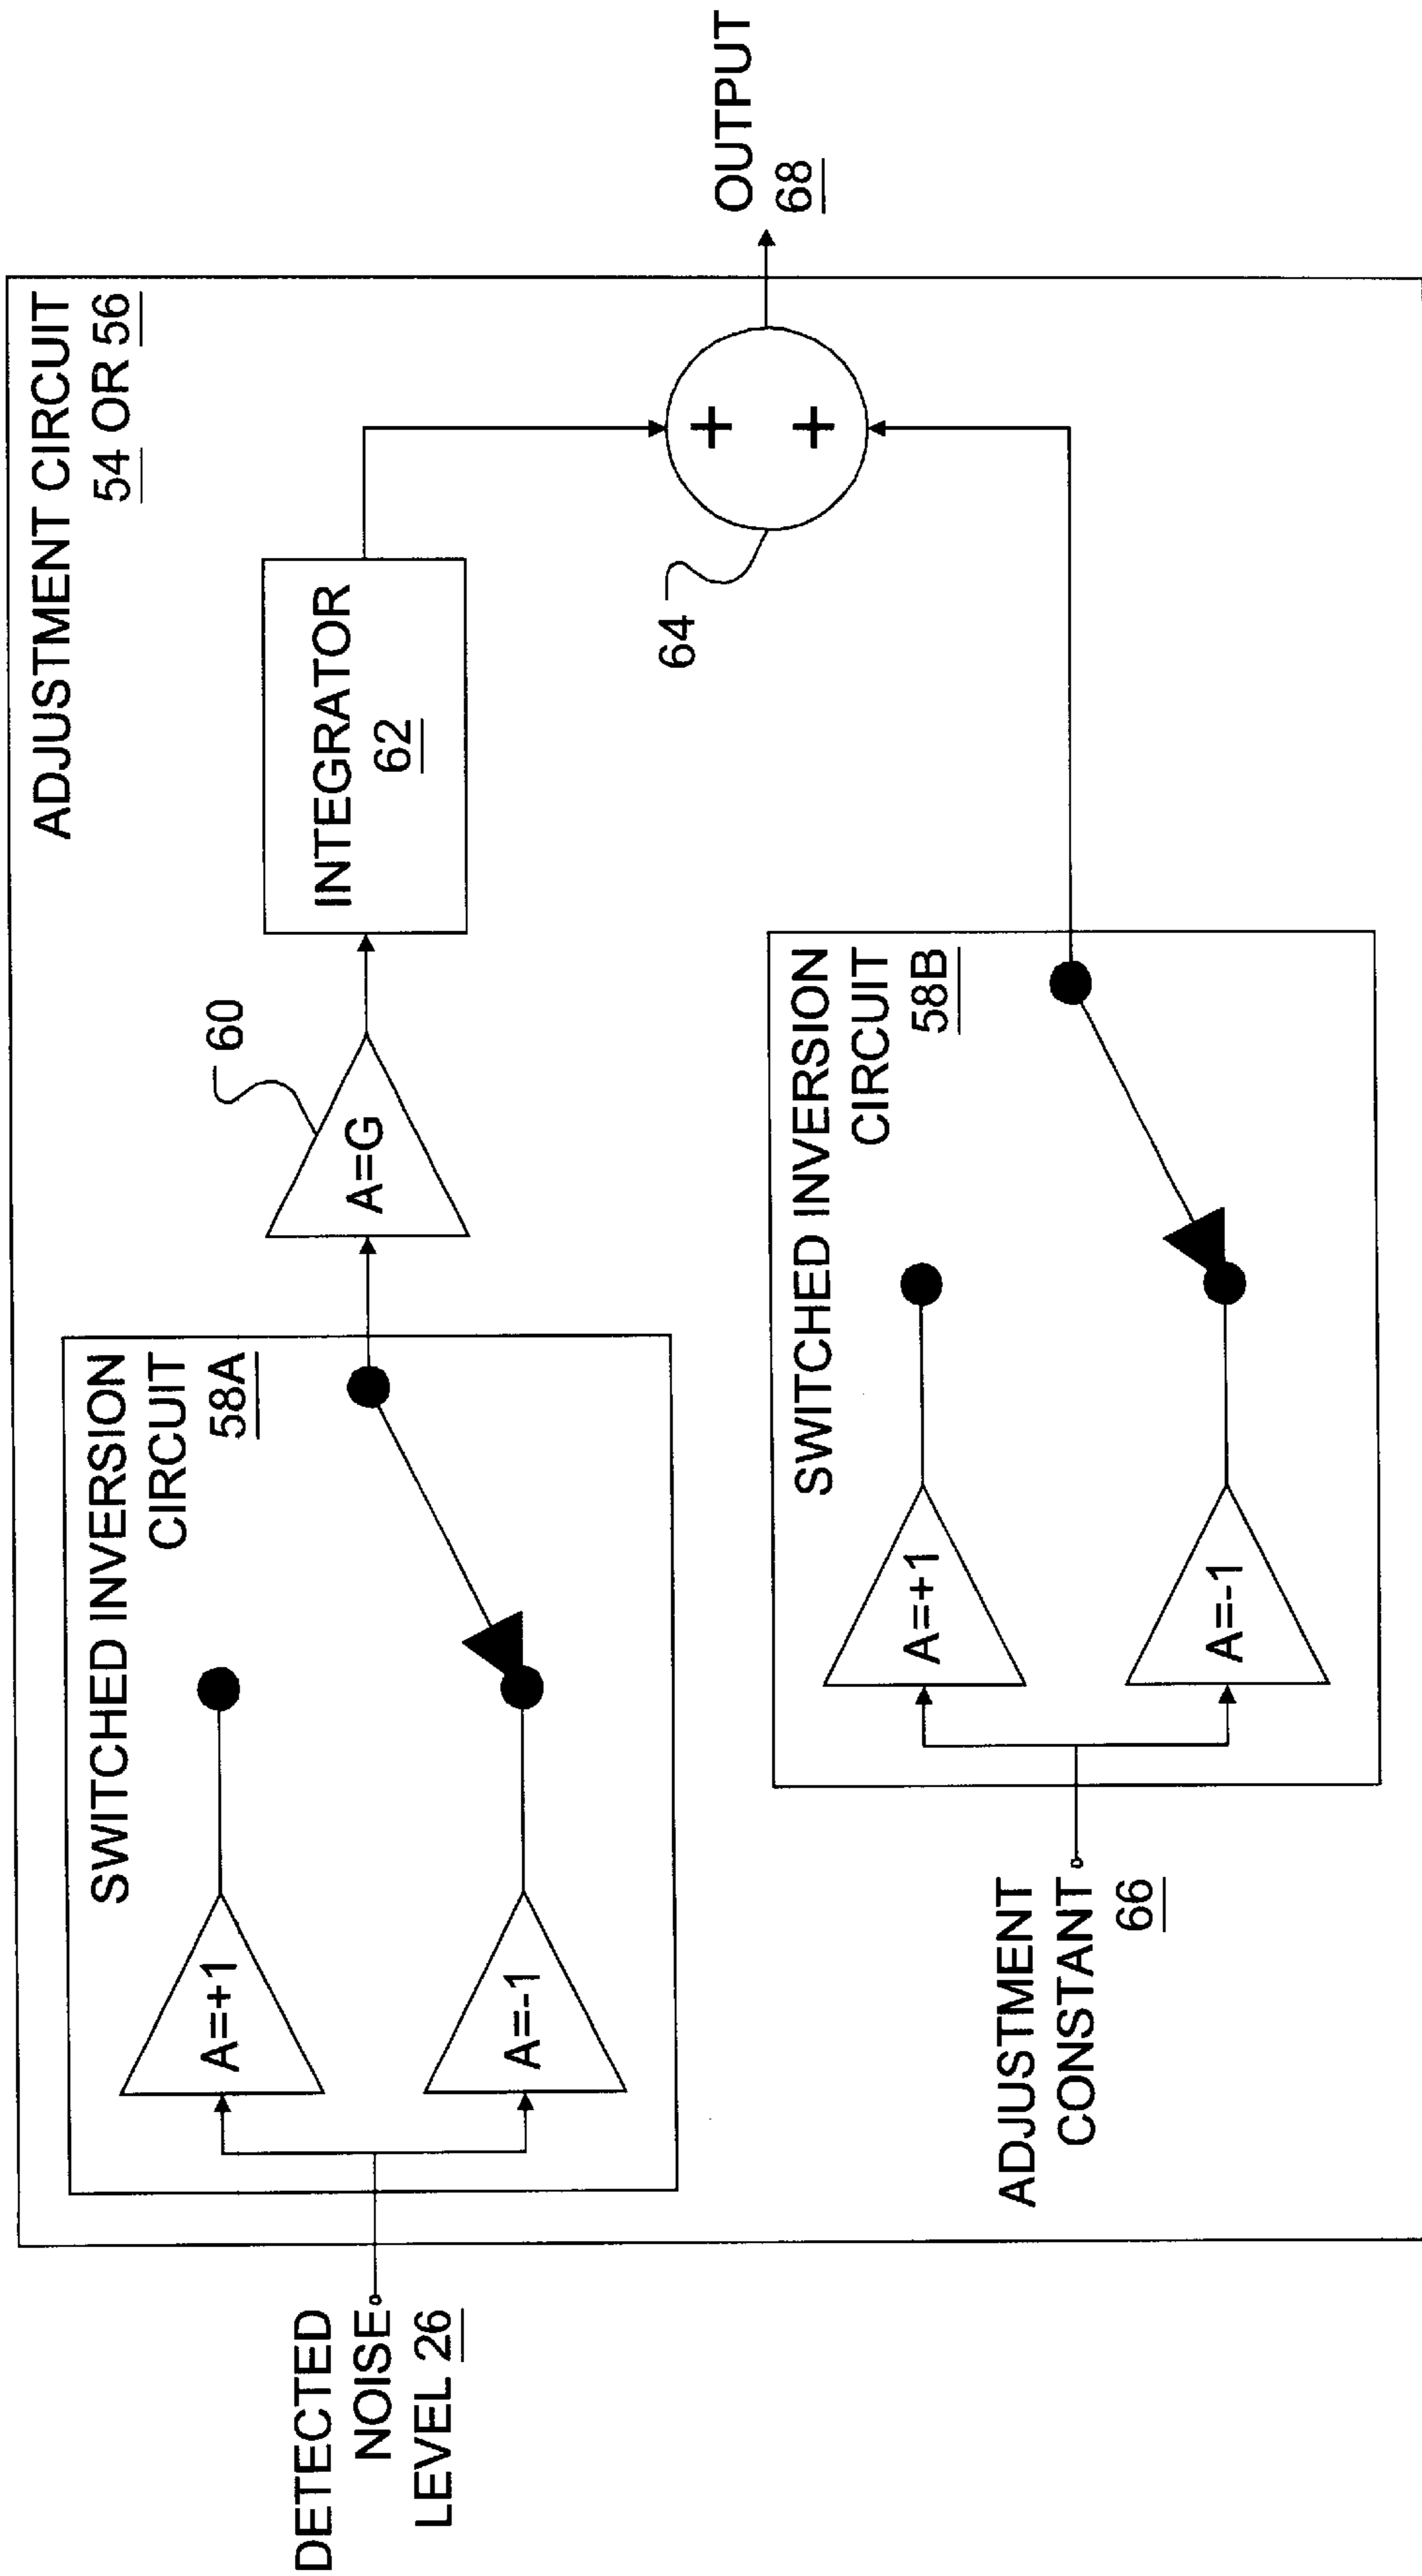 ADJUSTMENT CIRCUIT
54 OR 56
DETECTED
NOISE
LEVEL 26
SWITCHED INVERSION
CIRCUIT
58A
A=+1
A=-1
60
A=G
INTEGRATOR
62
64
+
+
OUTPUT
68
ADJUSTMENT
CONSTANT
66
SWITCHED INVERSION
CIRCUIT
58B
A=+1
A=-1